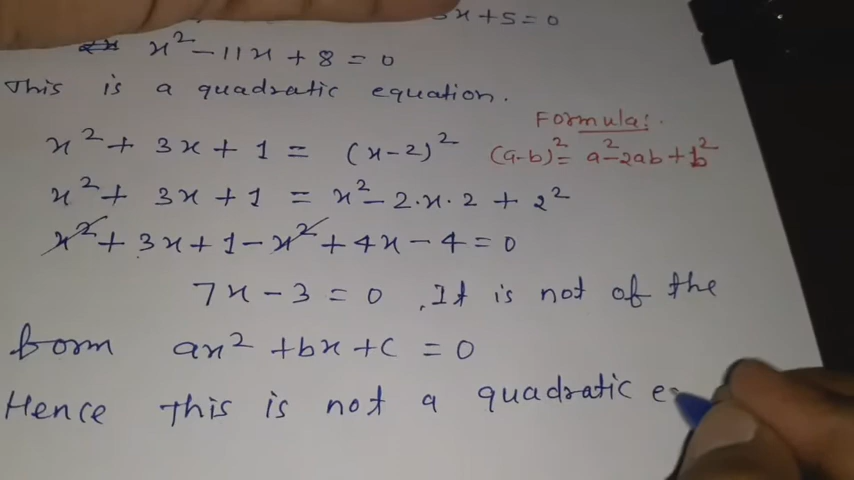 x + 5 = 0
x² - 11x + 8 = 0
This is a quadratic equation.
Formula:
x² + 3x + 1 = (x-2)² (a-b)² = a² - 2ab + b²
x² + 3x + 1 = x² - 2·x·2 + 2²
x² + 3x + 1 - x² + 4x - 4 = 0
7x - 3 = 0 , It is not of the
form ax² + bx + c = 0
Hence This is not a quadratic